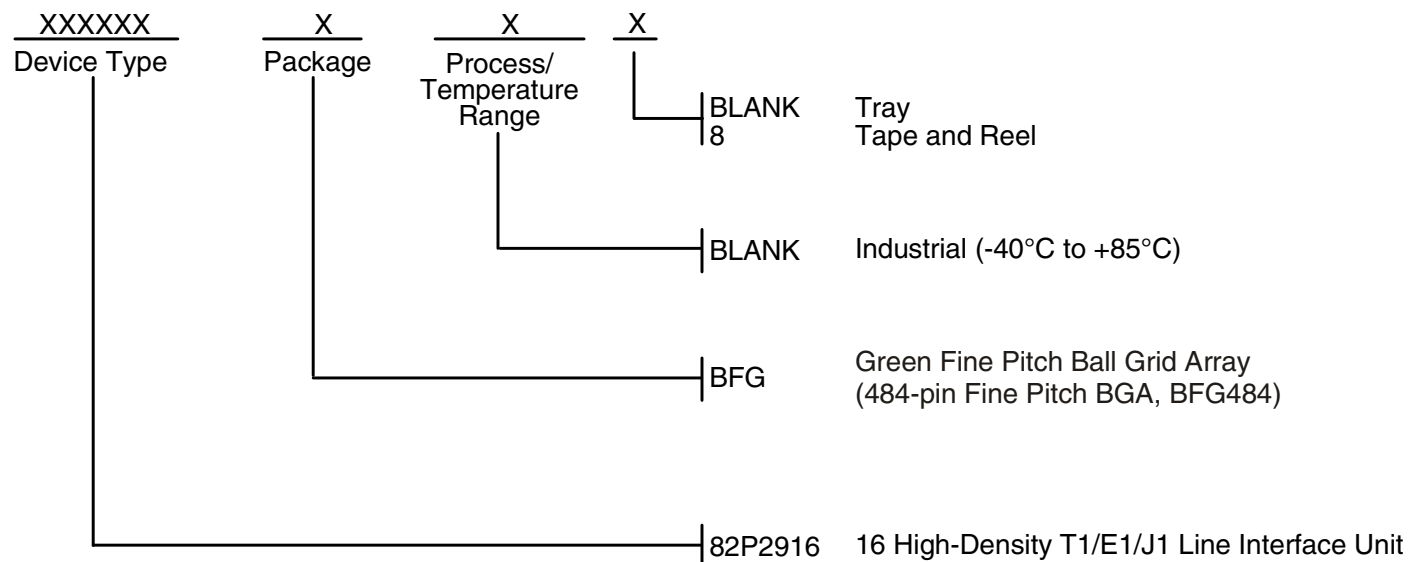 XXXXXX X X X
Device Type Package Process/
Temperature
Range
BLANK Tray
8 Tape and Reel
BLANK Industrial (-40°C to +85°C)
BFG Green Fine Pitch Ball Grid Array
(484-pin Fine Pitch BGA, BFG484)
82P2916 16 High-Density T1/E1/J1 Line Interface Unit